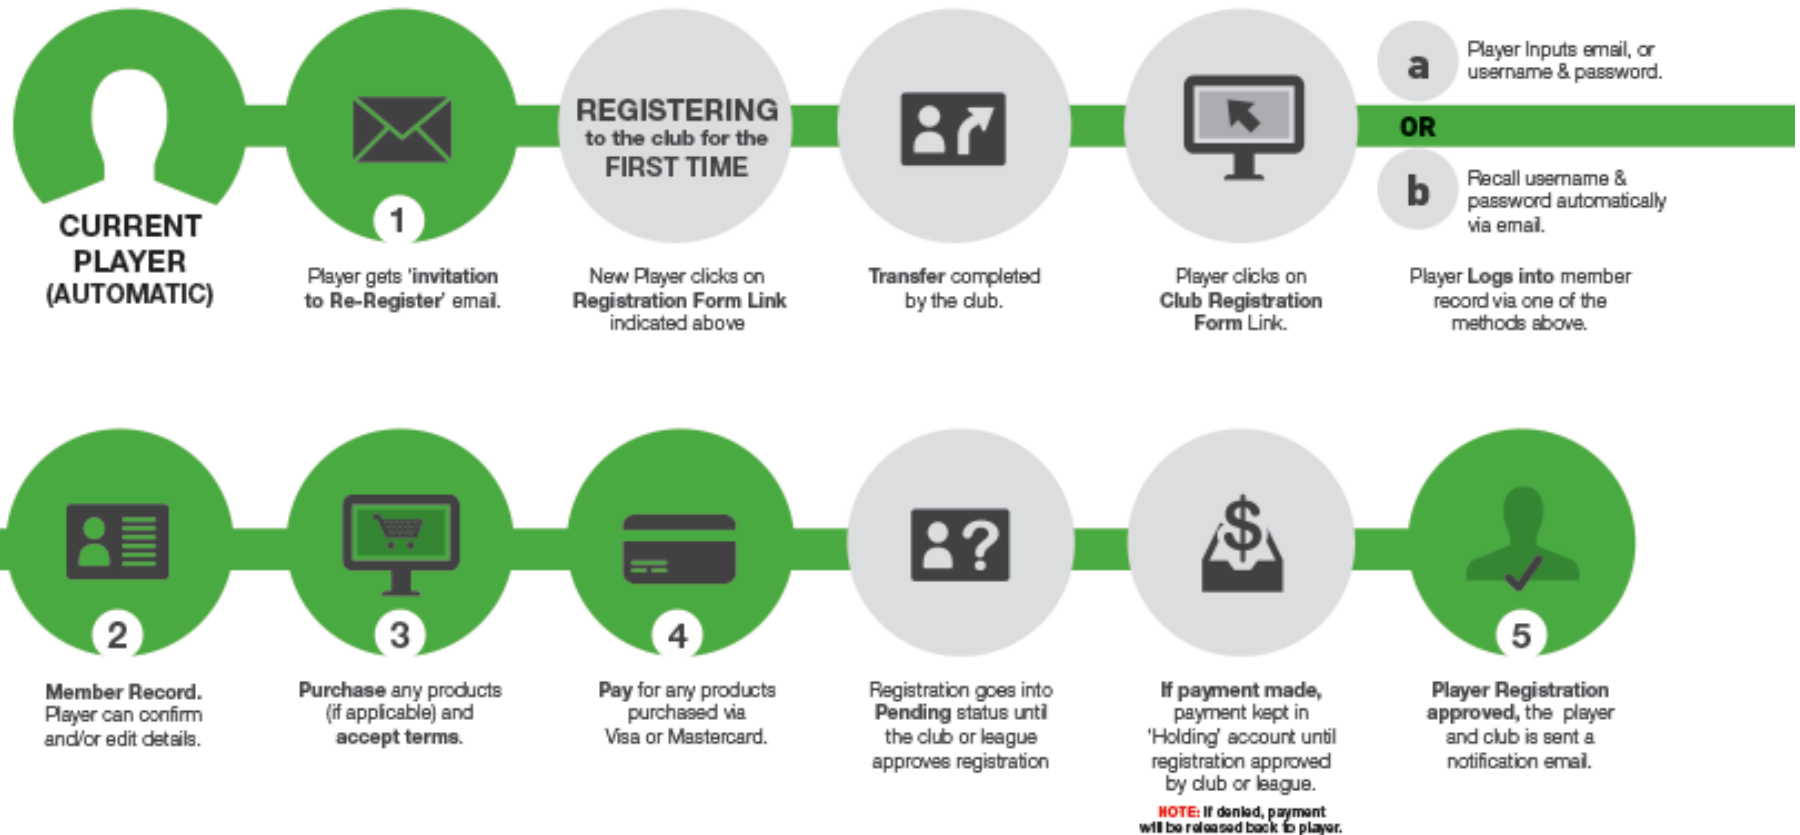 CURRENT
PLAYER
(AUTOMATIC)
1
Player gets 'invitation
to Re-Register' email.
REGISTERING
to the club for the
FIRST TIME
New Player clicks on
Registration Form Link
indicated above
Transfer completed
by the club.
Player clicks on
Club Registration
Form Link.
a
Player Inputs email, or
username & password.
OR
b
Recall username &
password automatically
via email.
Player Logs into member
record via one of the
methods above.
2
Member Record.
Player can confirm
and/or edit details.
3
Purchase any products
(if applicable) and
accept terms.
4
Pay for any products
purchased via
Visa or Mastercard.
Registration goes into
Pending status until
the club or league
approves registration
$
If payment made,
payment kept in
'Holding' account until
registration approved
by club or league.
NOTE: If denied, payment
will be released back to player.
5
Player Registration
approved, the player
and club is sent a
notification email.